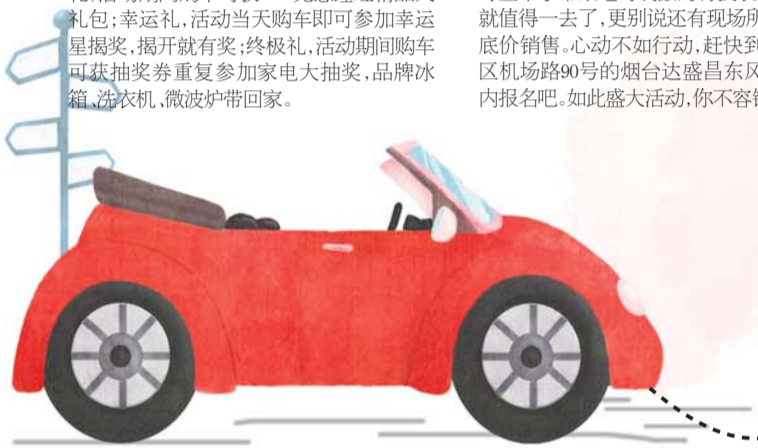 礼包;幸运礼,活动当天购车即可参加幸运
星揭奖,揭开就有奖;终极礼,活动期间购车
可获抽奖券重复参加家电大抽奖,品牌冰
箱、洗衣机、微波炉带回家。
就值得一去了,更别说还有现场所
底价销售。心动不如行动,赶快到
区机场路90号的烟台达盛昌东风
内报名吧。如此盛大活动,你不容错